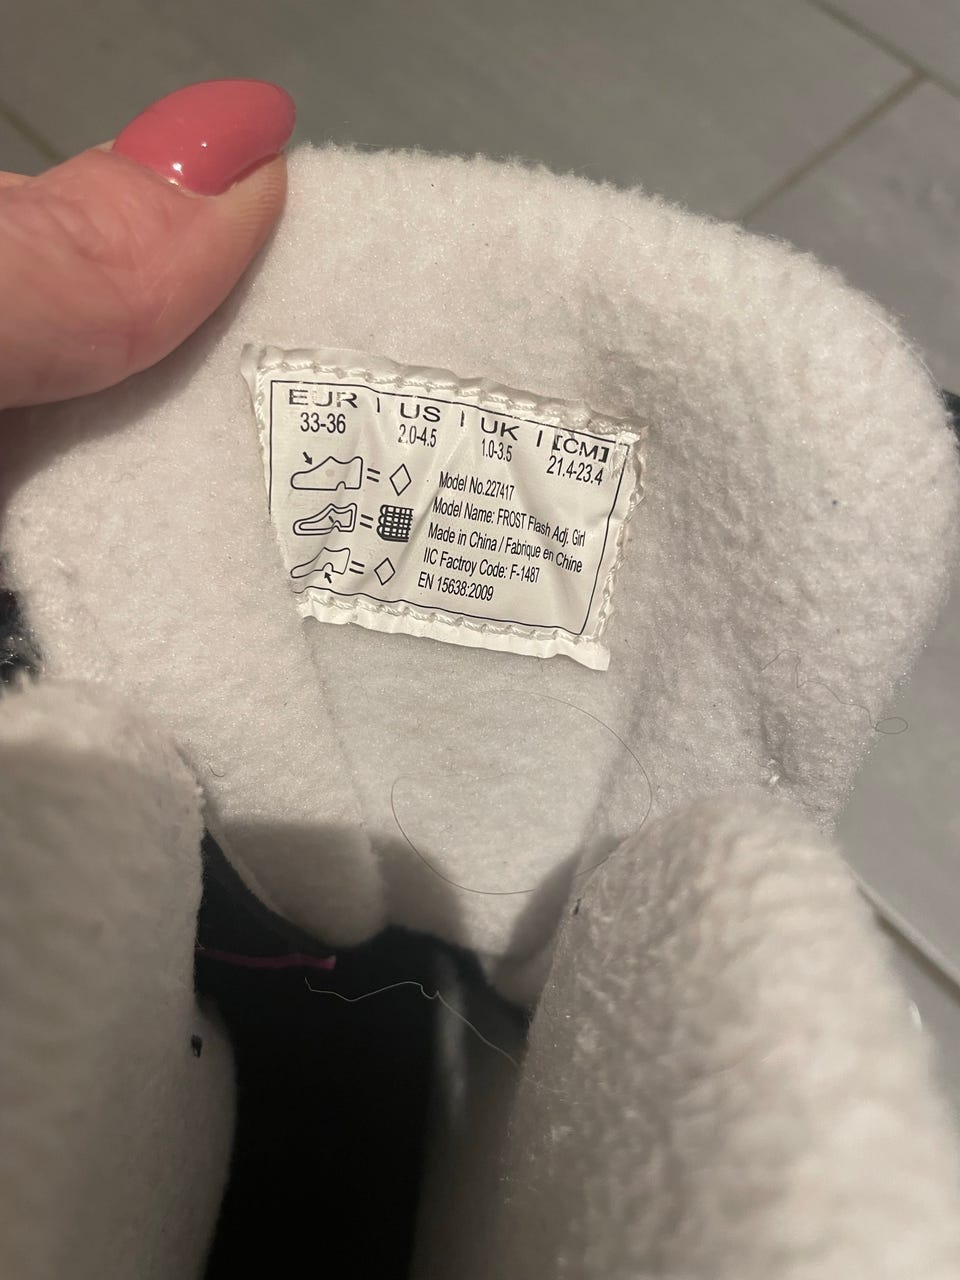 EUR | US | UK | [CM]
33-36 2.0-4.5 1.0-3.5 21.4-23.4
Model No.227417
Model Name: FROST Flash Adj. Girl
Made in China / Fabrique en Chine
IIC Factroy Code: F-1487
EN 15638:2009